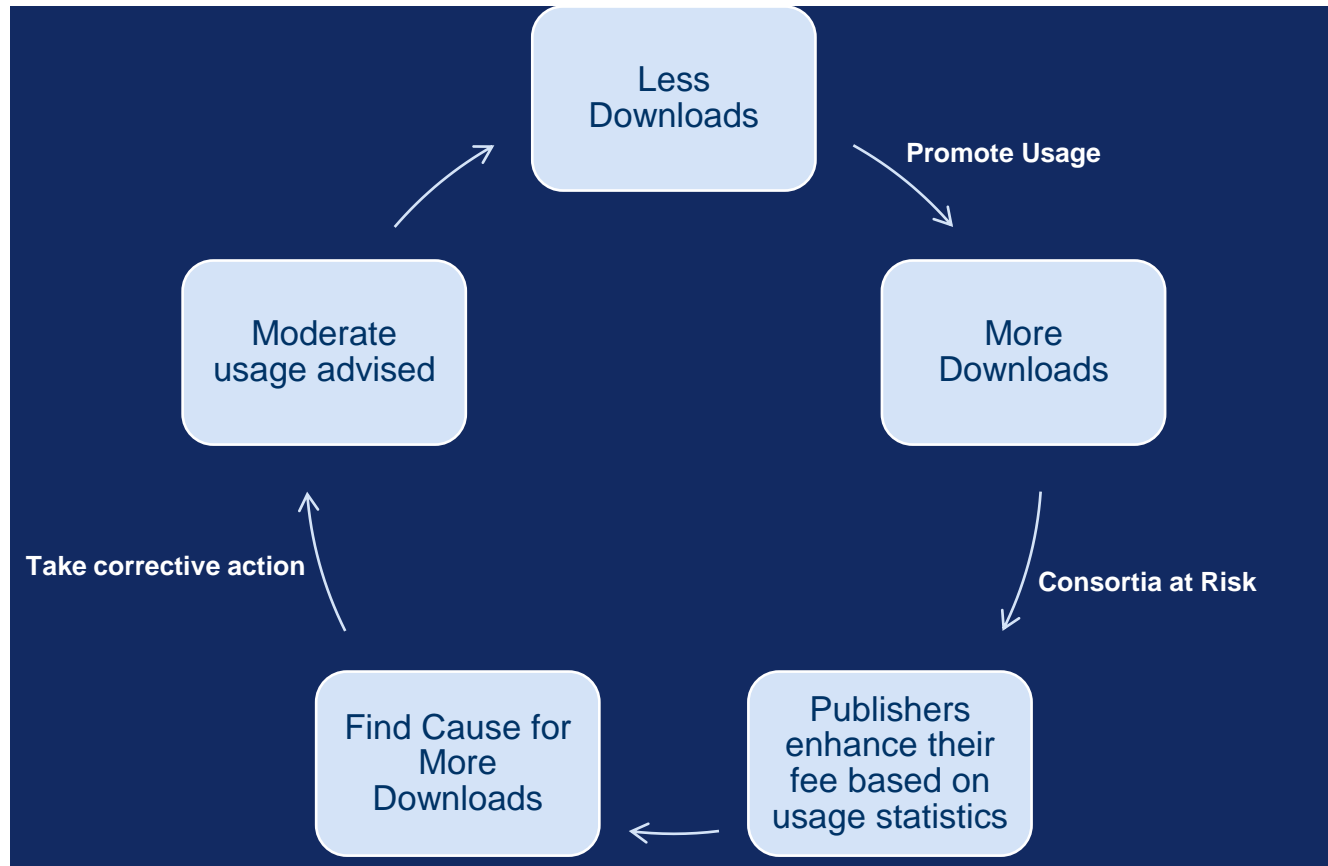 Less
Downloads
Promote Usage
More
Downloads
Consortia at Risk
Publishers
enhance their
fee based on
usage statistics
Find Cause for
More
Downloads
Take corrective action
Moderate
usage advised